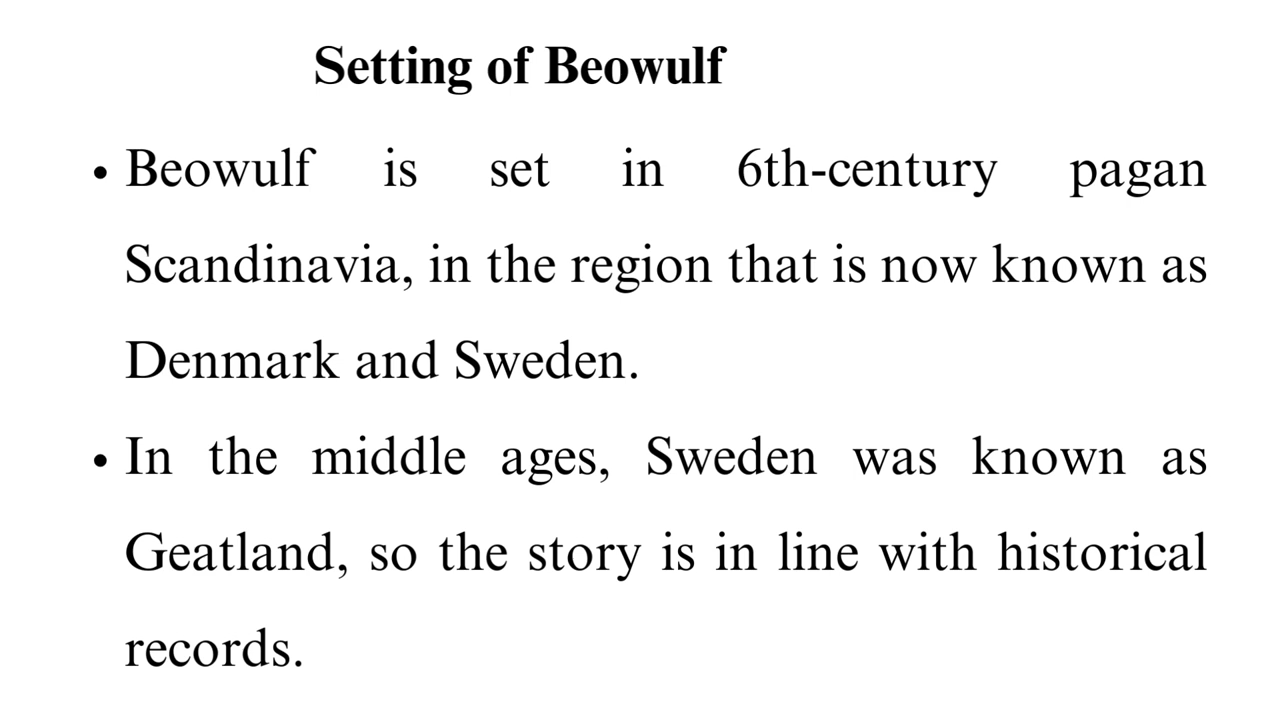 Setting of Beowulf
• Beowulf is set in 6th-century pagan
Scandinavia, in the region that is now known as
Denmark and Sweden.
• In the middle ages, Sweden was known as
Geatland, so the story is in line with historical
records.